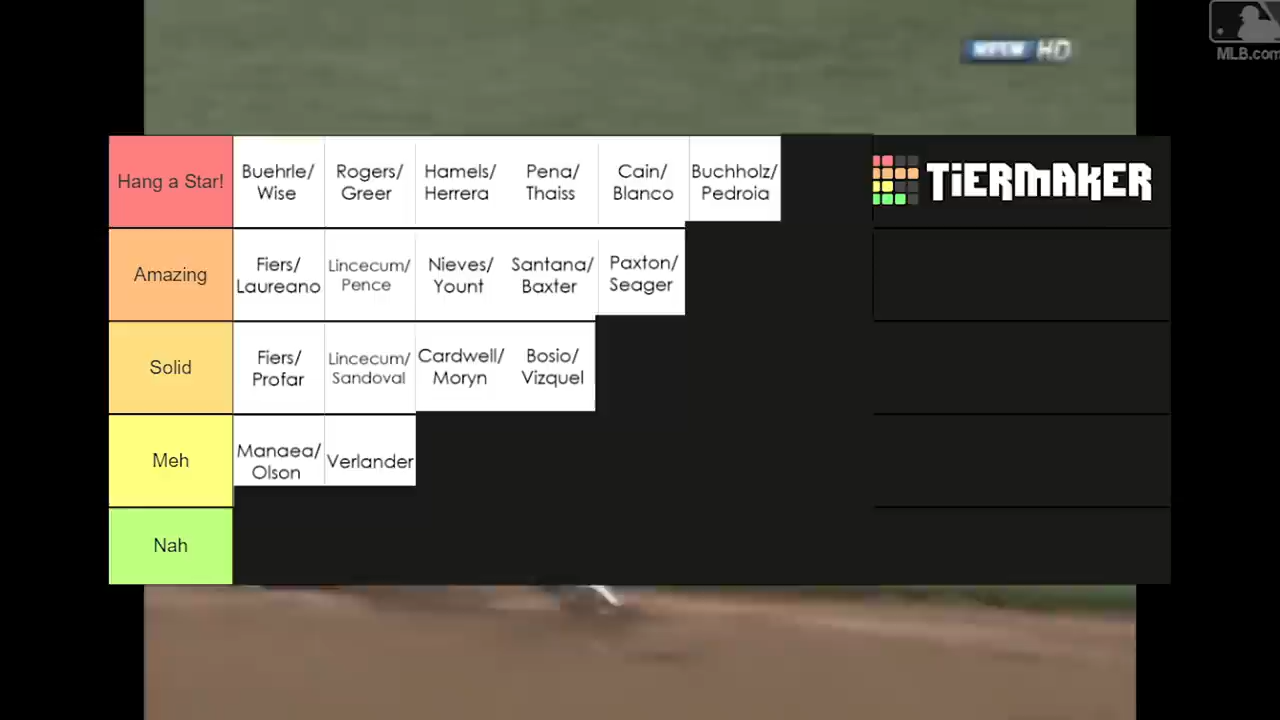 HD
MLB.com
Hang a Star!
Buehrle/
Wise
Rogers/
Greer
Hamels/
Herrera
Pena/
Thaiss
Cain/
Blanco
Buchholz/
Pedroia
TiERMAKER
Amazing
Fiers/
Laureano
Lincecum/
Pence
Nieves/
Yount
Santana/
Baxter
Paxton/
Seager
Solid
Fiers/
Profar
Lincecum/
Sandoval
Cardwell/
Moryn
Bosio/
Vizquel
Meh
Manaea/
Olson
Verlander
Nah